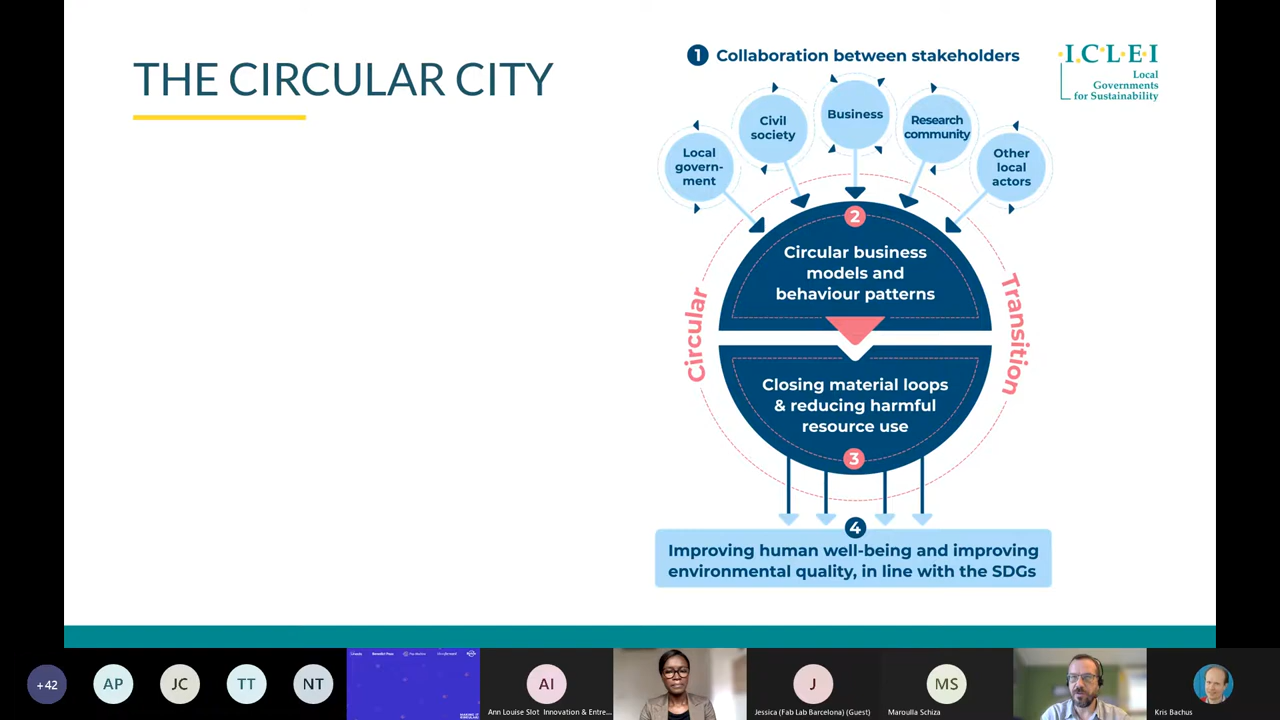 THE CIRCULAR CITY
1 Collaboration between stakeholders
I.C.L.E.I
Local
Governments
for Sustainability
Local
govern-
ment
Civil
society
Business
Research
community
Other
local
actors
Circular
Transition
2
Circular business
models and
behaviour patterns
Closing material loops
& reducing harmful
resource use
3
4
Improving human well-being and improving
environmental quality, in line with the SDGs
+42
AP
JC
TT
NT
AI
Ann Louise Slot Innovation & Entre...
J
Jessica (Fab Lab Barcelona) (Guest)
MS
Maroulla Schiza
Kris Bachus